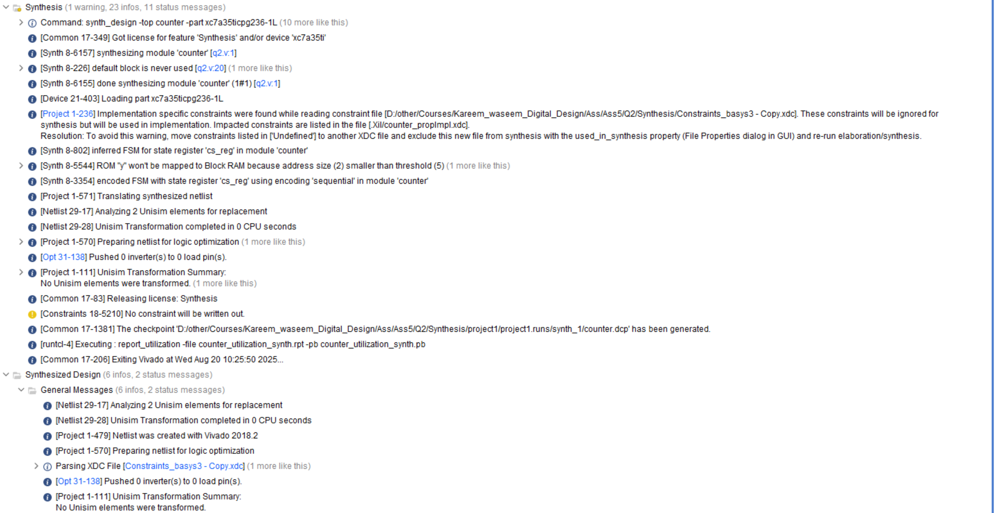 Synthesis (1 warning, 23 infos, 11 status messages)
Command: synth_design -top counter -part xc7a35ticpg236-1L (10 more like this)
[Common 17-349] Got license for feature 'Synthesis' and/or device 'xc7a35ti'
[Synth 8-6157] synthesizing module 'counter' [q2.v:1]
[Synth 8-226] default block is never used [q2.v:20] (1 more like this)
[Synth 8-6155] done synthesizing module 'counter' (1#1) [q2.v:1]
[Device 21-403] Loading part xc7a35ticpg236-1L
[Project 1-236] Implementation specific constraints were found while reading constraint file [D:/other/Courses/Kareem_waseem_Digital_Design/Ass/Ass5/Q2/Synthesis/Constraints_basys3 - Copy.xdc]. These constraints will be ignored for
synthesis but will be used in implementation. Impacted constraints are listed in the file [.Xil/counter_propImpl.xdc].
Resolution: To avoid this warning, move constraints listed in ['Undefined'] to another XDC file and exclude this new file from synthesis with the used_in_synthesis property (File Properties dialog in GUI) and re-run elaboration/synthesis.
[Synth 8-802] inferred FSM for state register 'cs_reg' in module 'counter'
[Synth 8-5544] ROM "y" won't be mapped to Block RAM because address size (2) smaller than threshold (5) (1 more like this)
[Synth 8-3354] encoded FSM with state register 'cs_reg' using encoding 'sequential' in module 'counter'
[Project 1-571] Translating synthesized netlist
[Netlist 29-17] Analyzing 2 Unisim elements for replacement
[Netlist 29-28] Unisim Transformation completed in 0 CPU seconds
[Project 1-570] Preparing netlist for logic optimization (1 more like this)
[Opt 31-138] Pushed 0 inverter(s) to 0 load pin(s).
[Project 1-111] Unisim Transformation Summary:
No Unisim elements were transformed. (1 more like this)
[Common 17-83] Releasing license: Synthesis
[Constraints 18-5210] No constraint will be written out.
[Common 17-1381] The checkpoint 'D:/other/Courses/Kareem_waseem_Digital_Design/Ass/Ass5/Q2/Synthesis/project1/project1.runs/synth_1/counter.dcp' has been generated.
[runtcl-4] Executing : report_utilization -file counter_utilization_synth.rpt -pb counter_utilization_synth.pb
[Common 17-206] Exiting Vivado at Wed Aug 20 10:25:50 2025...
Synthesized Design (6 infos, 2 status messages)
General Messages (6 infos, 2 status messages)
[Netlist 29-17] Analyzing 2 Unisim elements for replacement
[Netlist 29-28] Unisim Transformation completed in 0 CPU seconds
[Project 1-479] Netlist was created with Vivado 2018.2
[Project 1-570] Preparing netlist for logic optimization
Parsing XDC File [Constraints_basys3 - Copy.xdc] (1 more like this)
[Opt 31-138] Pushed 0 inverter(s) to 0 load pin(s).
[Project 1-111] Unisim Transformation Summary:
No Unisim elements were transformed.